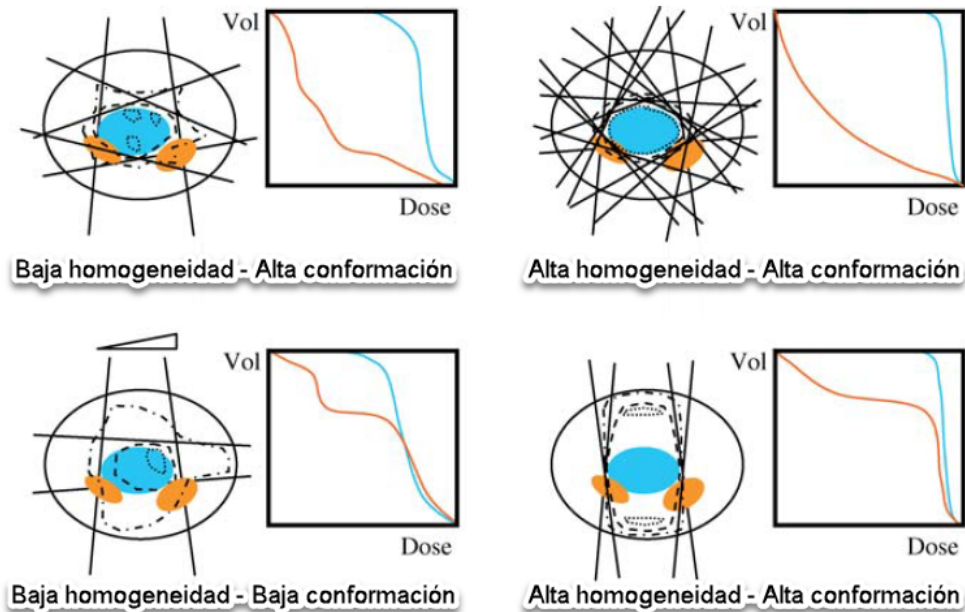 Vol
Dose
Baja homogeneidad - Alta conformación
Vol
Dose
Alta homogeneidad - Alta conformación
Vol
Dose
Baja homogeneidad - Baja conformación
Vol
Dose
Alta homogeneidad - Alta conformación